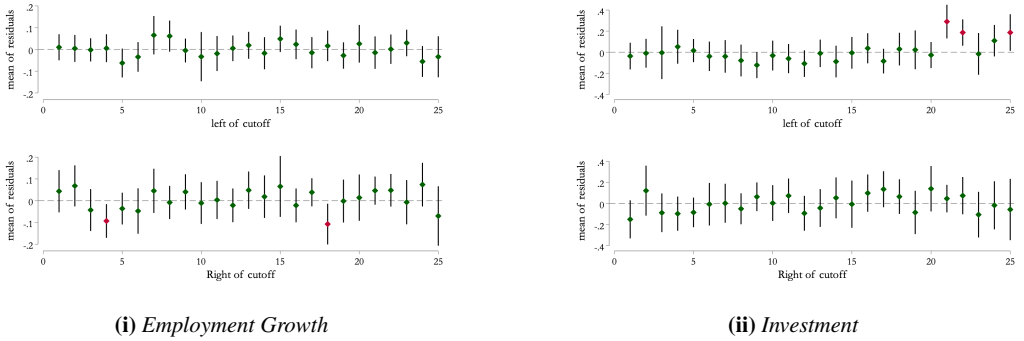 mean of residuals
.2
.1
0
-.1
-.2
0 5 10 15 20 25
left of cutoff
mean of residuals
.2
.1
0
-.1
-.2
0 5 10 15 20 25
Right of cutoff
(i) Employment Growth
mean of residuals
.4
.2
0
-.2
-.4
0 5 10 15 20 25
left of cutoff
mean of residuals
.4
.2
0
-.2
-.4
0 5 10 15 20 25
Right of cutoff
(ii) Investment